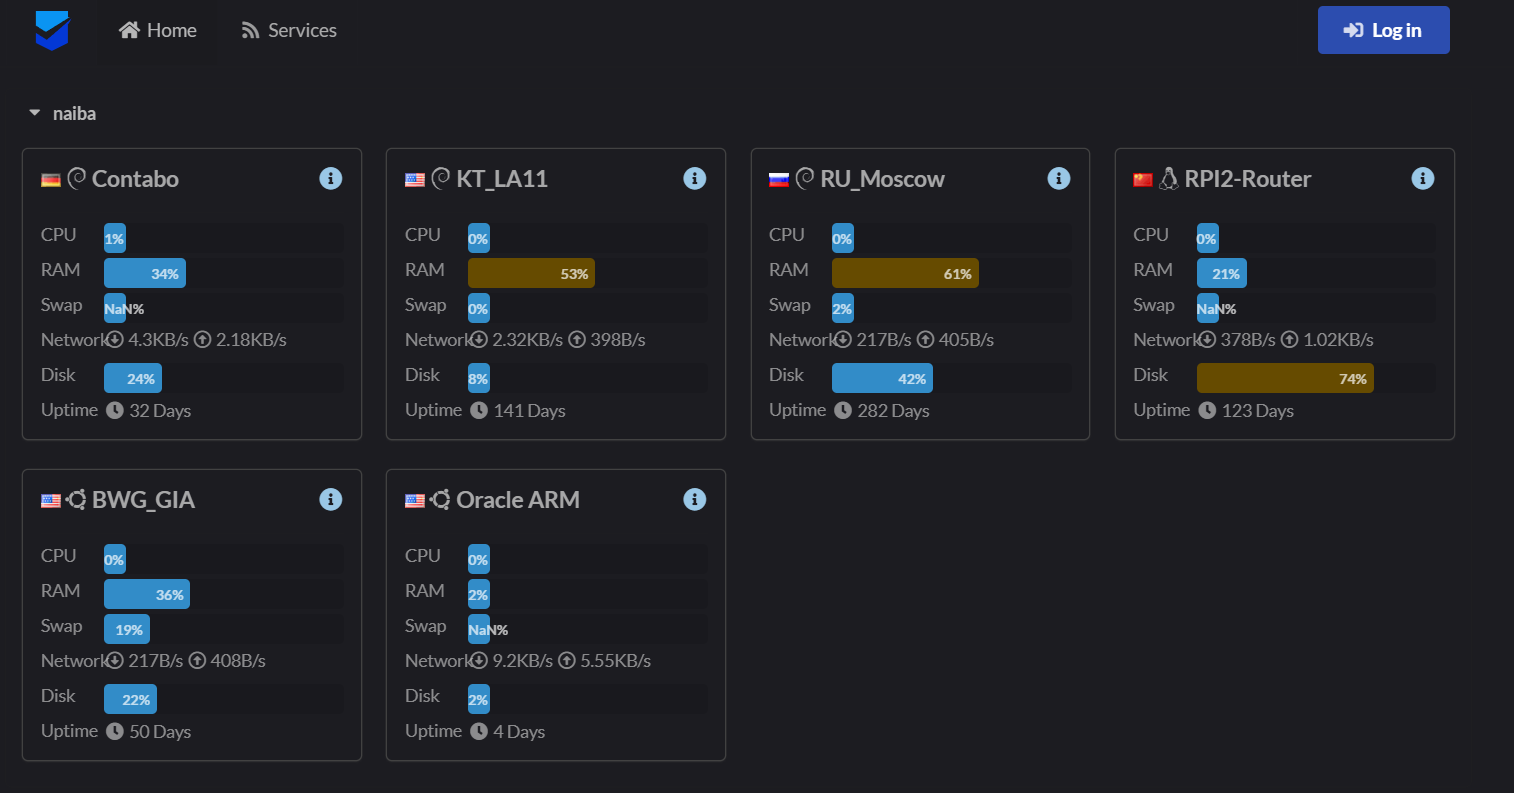 Home Services Log in
naiba
Contabo
CPU 1%
RAM 34%
Swap NaN%
Network 4.3KB/s 2.18KB/s
Disk 24%
Uptime 32 Days
KT_LA11
CPU 0%
RAM 53%
Swap 0%
Network 2.32KB/s 398B/s
Disk 8%
Uptime 141 Days
RU_Moscow
CPU 0%
RAM 61%
Swap 2%
Network 217B/s 405B/s
Disk 42%
Uptime 282 Days
RPI2-Router
CPU 0%
RAM 21%
Swap NaN%
Network 378B/s 1.02KB/s
Disk 74%
Uptime 123 Days
BWG_GIA
CPU 0%
RAM 36%
Swap 19%
Network 217B/s 408B/s
Disk 22%
Uptime 50 Days
Oracle ARM
CPU 0%
RAM 2%
Swap NaN%
Network 9.2KB/s 5.55KB/s
Disk 2%
Uptime 4 Days